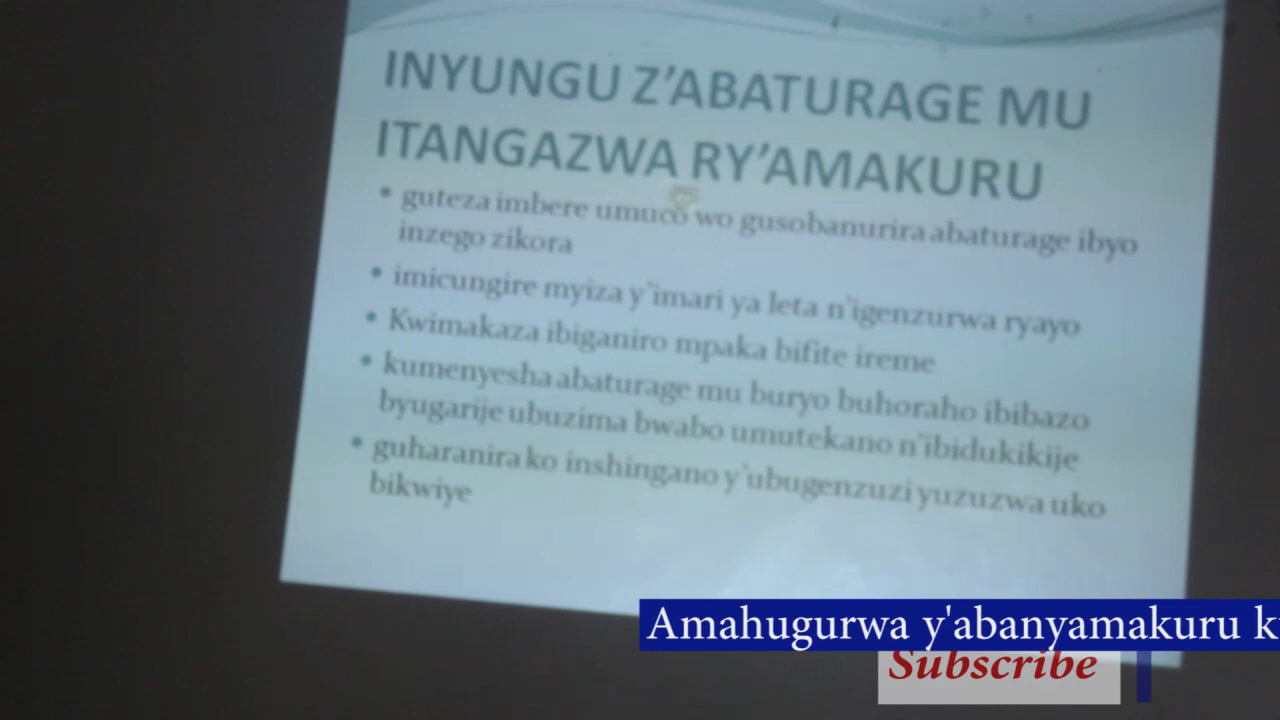 INYUNGU Z'ABATURAGE MU
ITANGAZWA RY'AMAKURU
• guteza imbere umuco wo gusobanurira abaturage ibyo
inzego zikora
• imicungire myiza y'imari ya leta n'igenzurwa ryayo
• Kwimakaza ibiganiro mpaka bifite ireme
• kumenyesha abaturage mu buryo buhoraho ibibazo
byugarije ubuzima bwabo umutekano n'ibidukikije
• guharanira ko inshingano y'ubugenzuzi yuzuzwa uko
bikwiye
Amahugurwa y'abanyamakuru
Subscribe